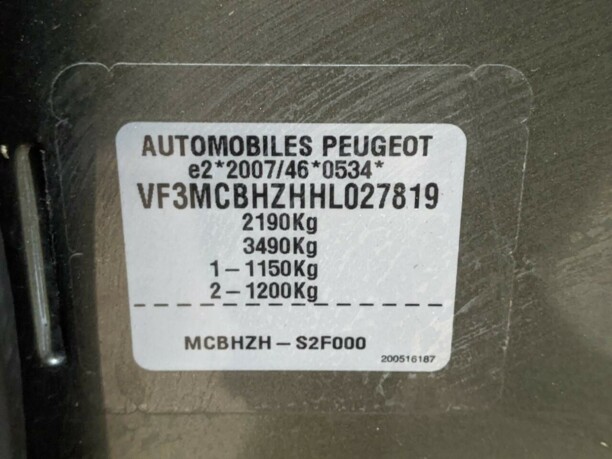 AUTOMOBILES PEUGEOT
e2*2007/46*0534*
VF3MCBHZHHL027819
2190Kg
3490Kg
1-1150Kg
2-1200Kg
MCBHZH-S2F000
200516187